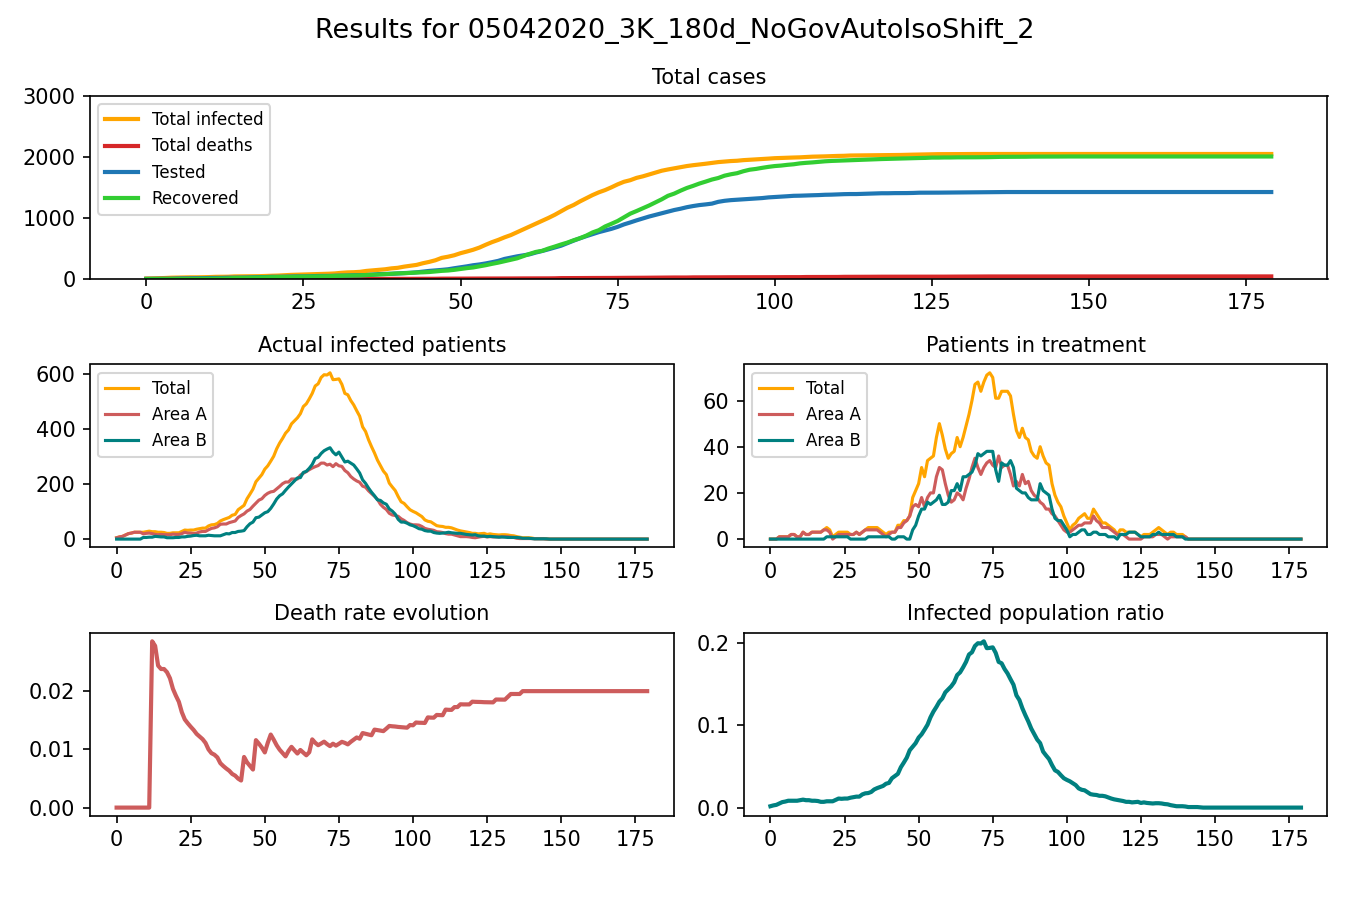 Results for 05042020_3K_180d_NoGovAutoIsoShift_2
Total cases
3000
2000
1000
0
Total infected
Total deaths
Tested
Recovered
0 25 50 75 100 125 150 175
Actual infected patients
600
400
200
0
Total
Area A
Area B
0 25 50 75 100 125 150 175
Patients in treatment
60
40
20
0
Total
Area A
Area B
0 25 50 75 100 125 150 175
Death rate evolution
0.02
0.01
0.00
0 25 50 75 100 125 150 175
Infected population ratio
0.2
0.1
0.0
0 25 50 75 100 125 150 175